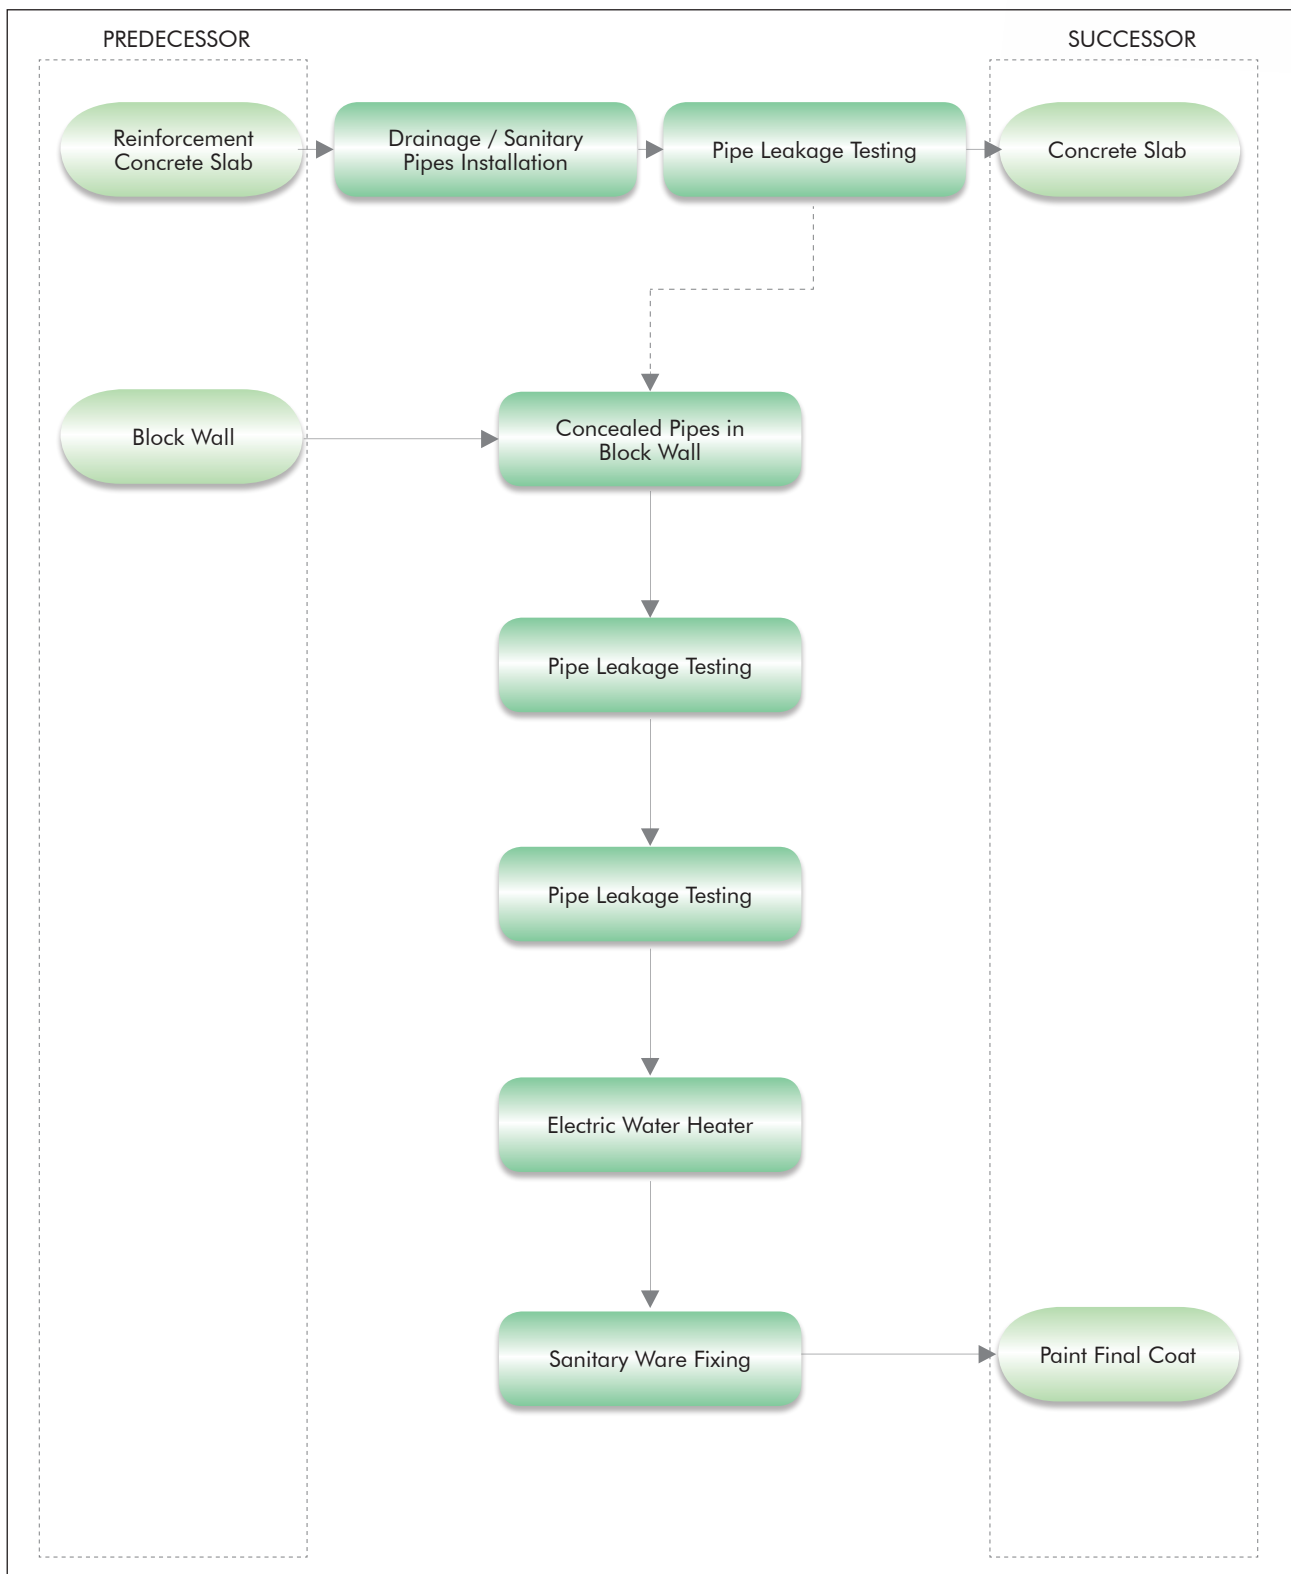 PREDECESSOR
SUCCESSOR
Reinforcement
Concrete Slab
Drainage / Sanitary
Pipes Installation
Pipe Leakage Testing
Concrete Slab
Block Wall
Concealed Pipes in
Block Wall
Pipe Leakage Testing
Pipe Leakage Testing
Electric Water Heater
Sanitary Ware Fixing
Paint Final Coat